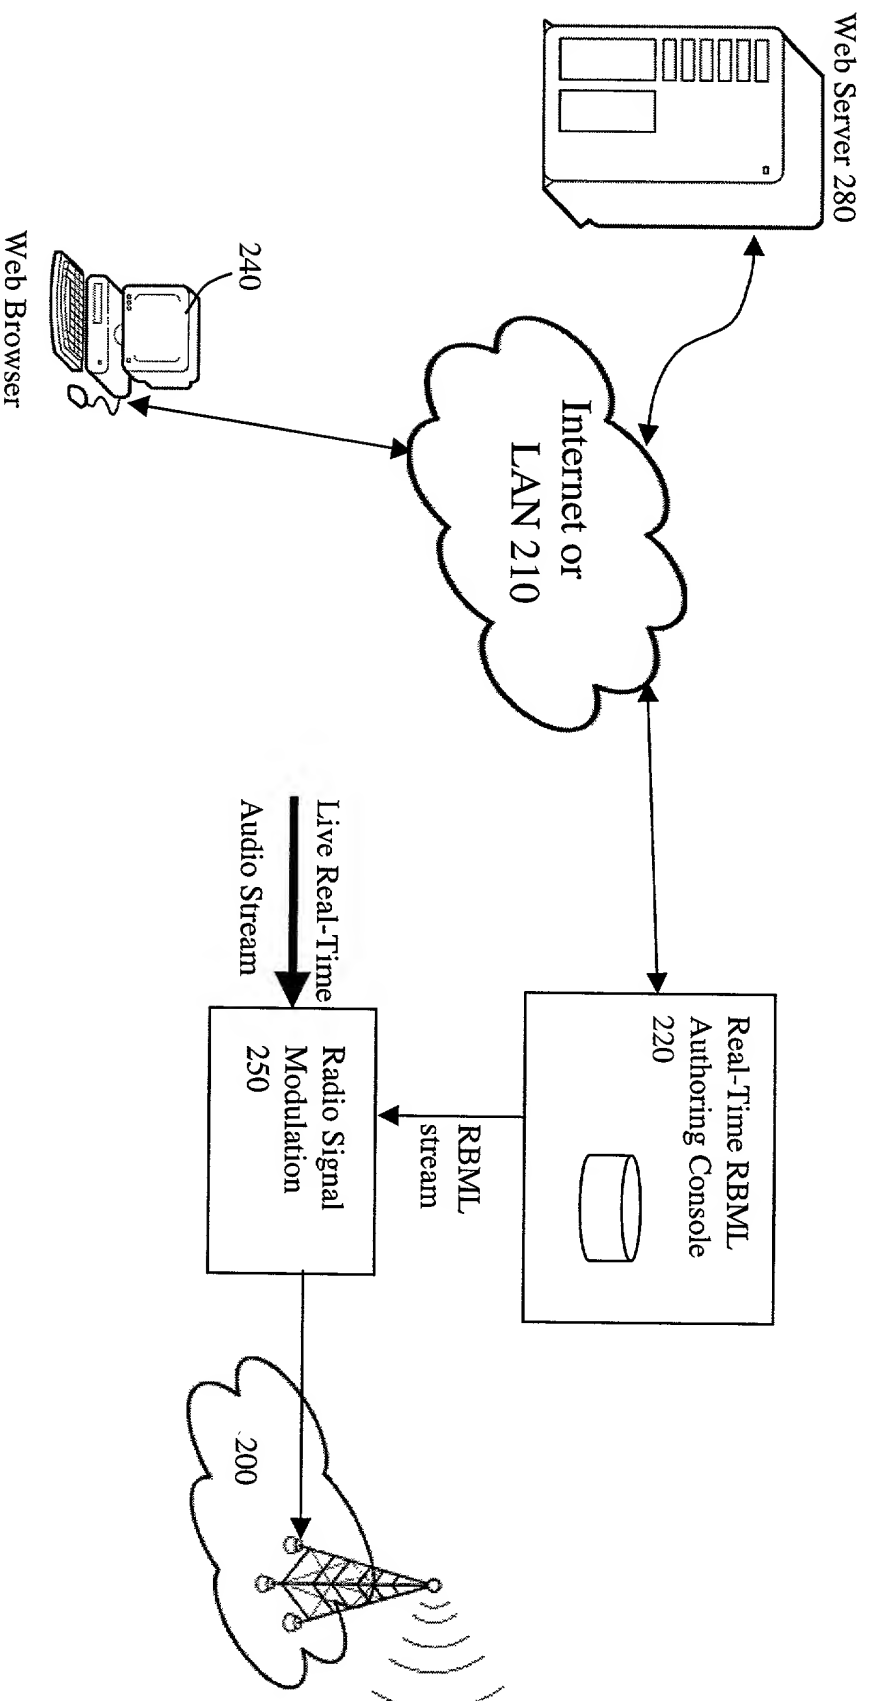 Web Server 280
Internet or
LAN 210
240
Web Browser
Real-Time RBML
Authoring Console
220
RBML
stream
Live Real-Time
Audio Stream
Radio Signal
Modulation
250
200